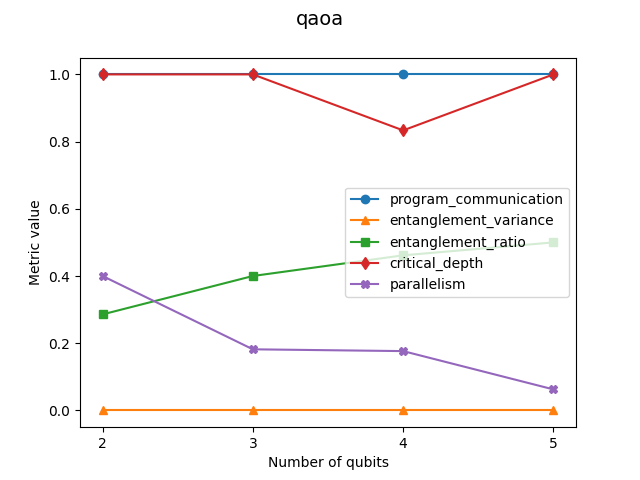 qaoa
1.0
0.8
0.6
0.4
0.2
0.0
Metric value
program_communication
entanglement_variance
entanglement_ratio
critical_depth
parallelism
2
3
4
5
Number of qubits